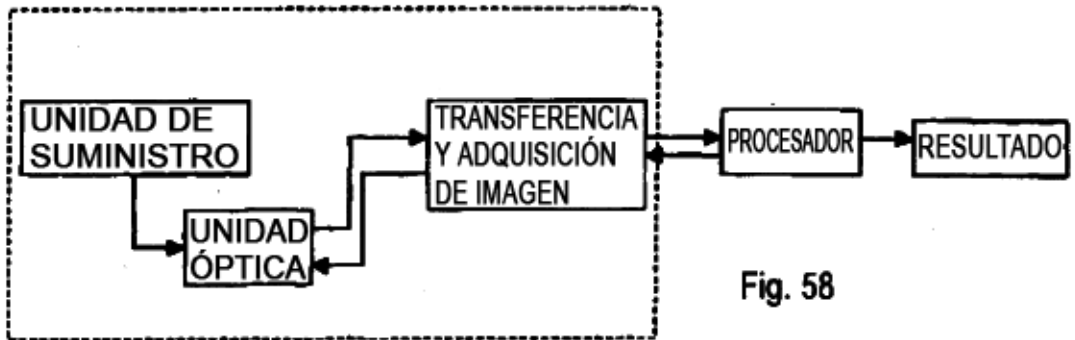 UNIDAD DE
SUMINISTRO
UNIDAD
ÓPTICA
TRANSFERENCIA
Y ADQUISICIÓN
DE IMAGEN
PROCESADOR
RESULTADO
Fig. 58